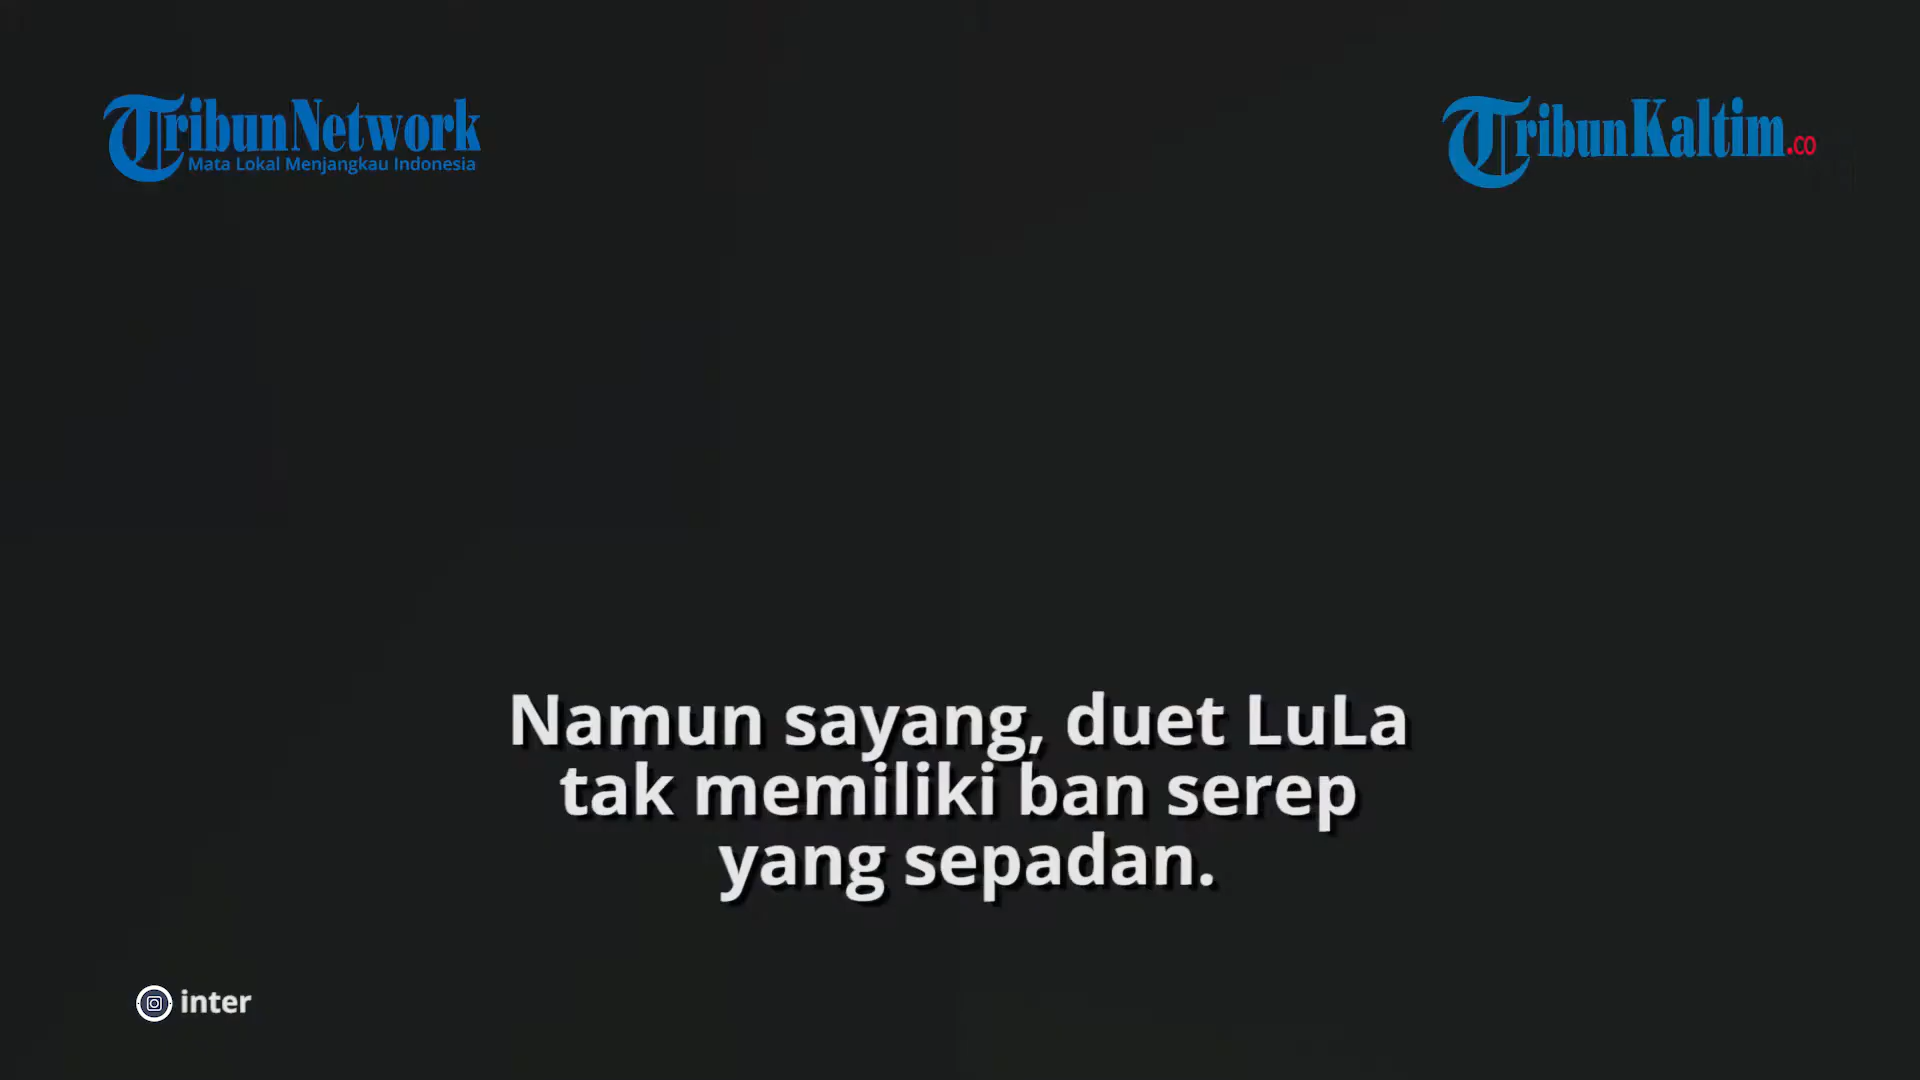 TribunNetwork
Mata Lokal Menjangkau Indonesia
TribunKaltim.co
Namun sayang, duet LuLa
tak memiliki ban serep
yang sepadan.
inter